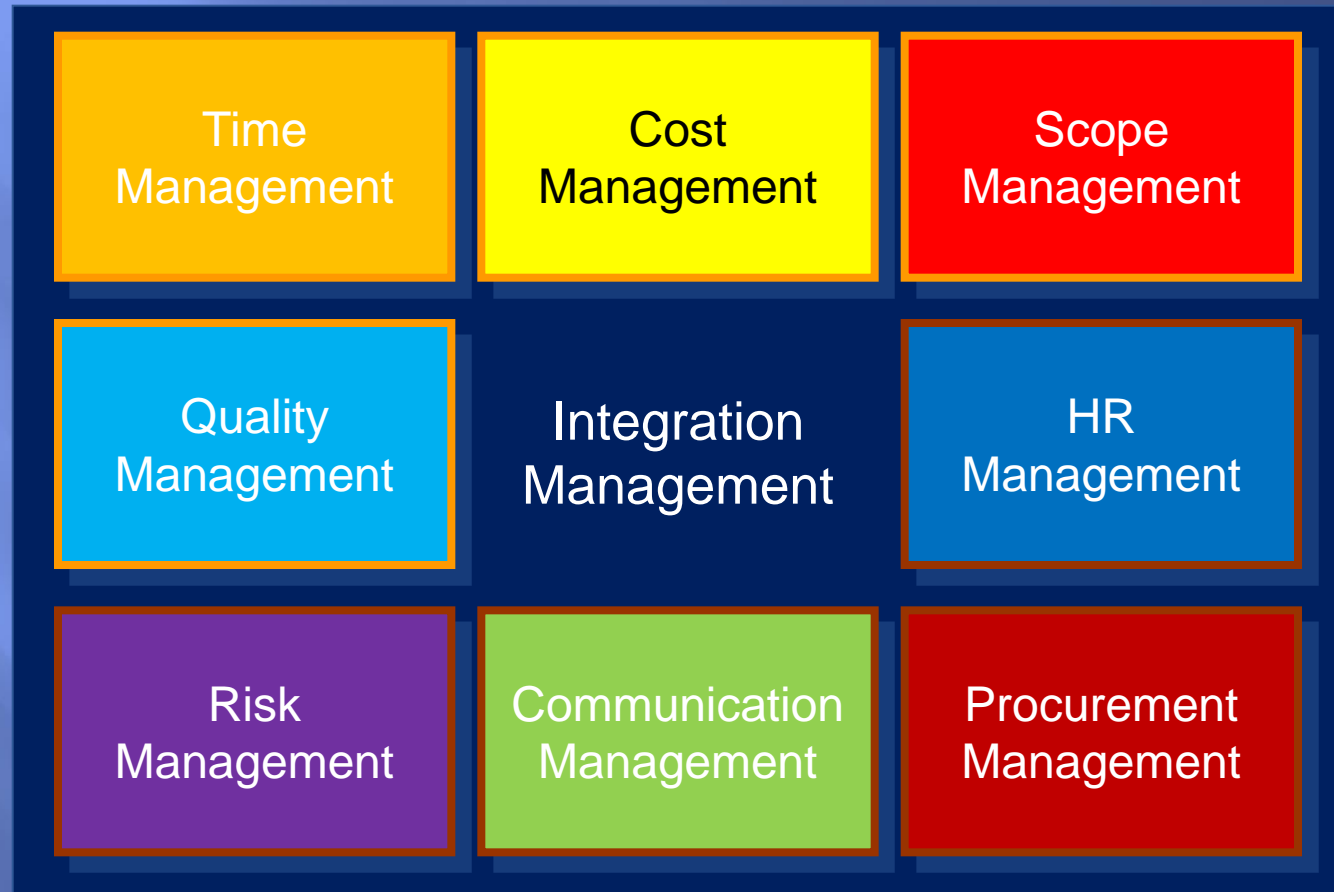 Time
Management
Cost
Management
Scope
Management
Quality
Management
Integration
Management
HR
Management
Risk
Management
Communication
Management
Procurement
Management